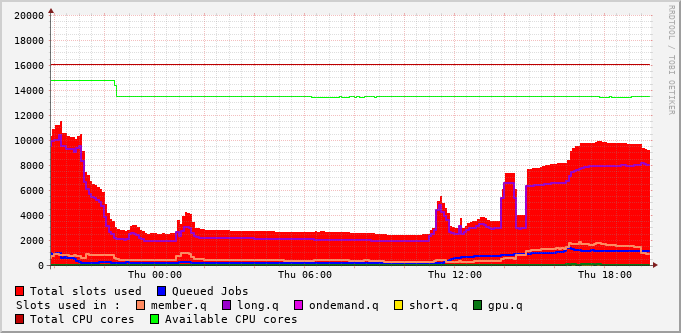 RRDTOOL / TOBI OETIKER
20000
18000
16000
14000
12000
10000
8000
6000
4000
2000
0
Thu 00:00 Thu 06:00 Thu 12:00 Thu 18:00
Total slots used Queued Jobs
Slots used in : member.q long.q ondemand.q short.q gpu.q
Total CPU cores Available CPU cores